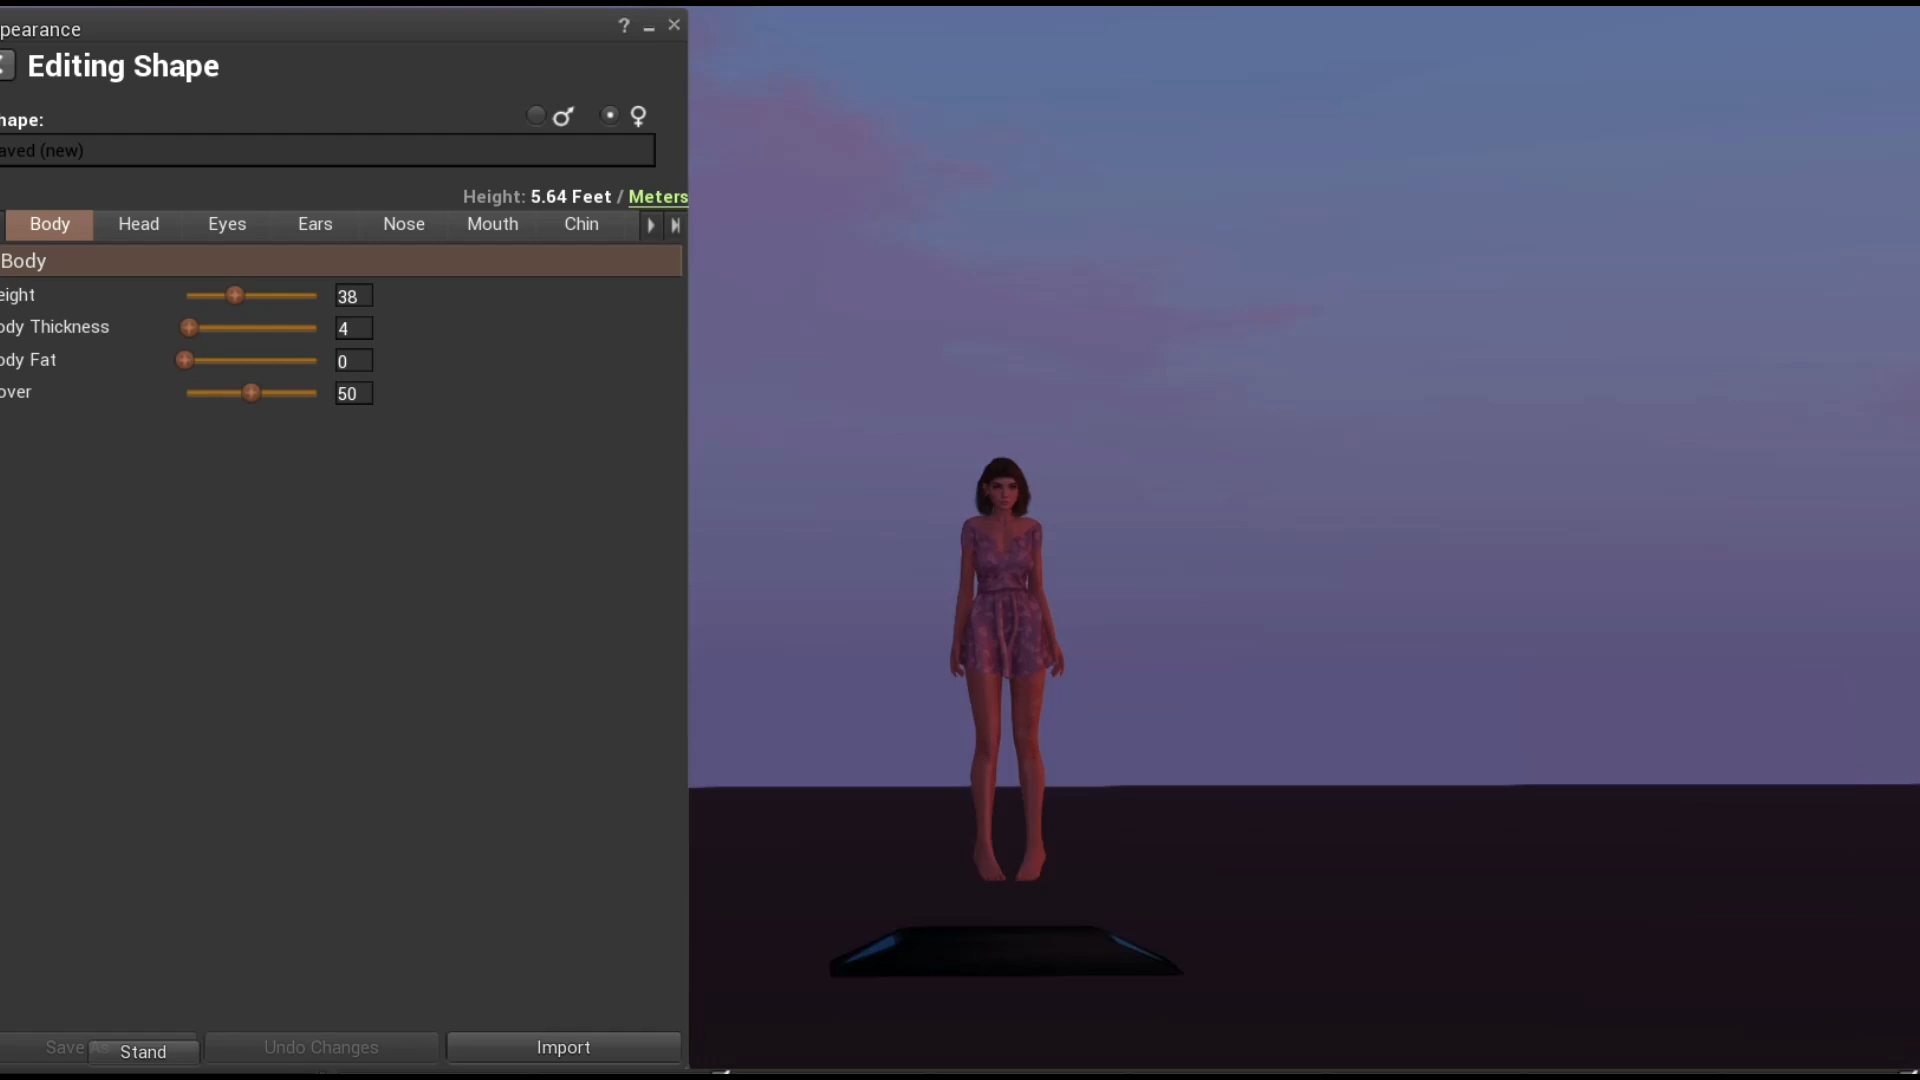 pearance ?
Editing Shape
hape:
aved (new)
Height: 5.64 Feet / Meters
Body Head Eyes Ears Nose Mouth Chin
Body
eight 38
ody Thickness 4
ody Fat 0
over 50
Save As Stand Undo Changes Import